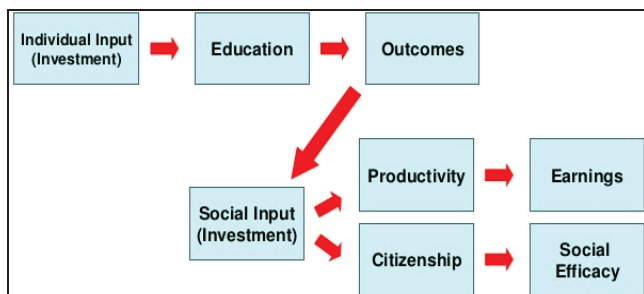 Individual Input
(Investment)
Education
Outcomes
Social Input
(Investment)
Productivity
Earnings
Citizenship
Social
Efficacy